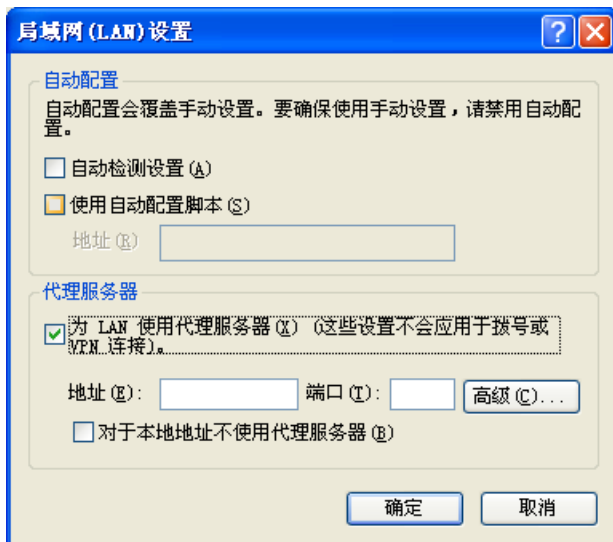 局域网(LAN)设置
自动配置
自动配置会覆盖手动设置。要确保使用手动设置，请禁用自动配
置。
自动检测设置(A)
使用自动配置脚本(S)
地址(R)
代理服务器
为 LAN 使用代理服务器(X) (这些设置不会应用于拨号或
VPN 连接)。
地址(E): 端口(T): 高级(C)...
对于本地地址不使用代理服务器(B)
确定 取消